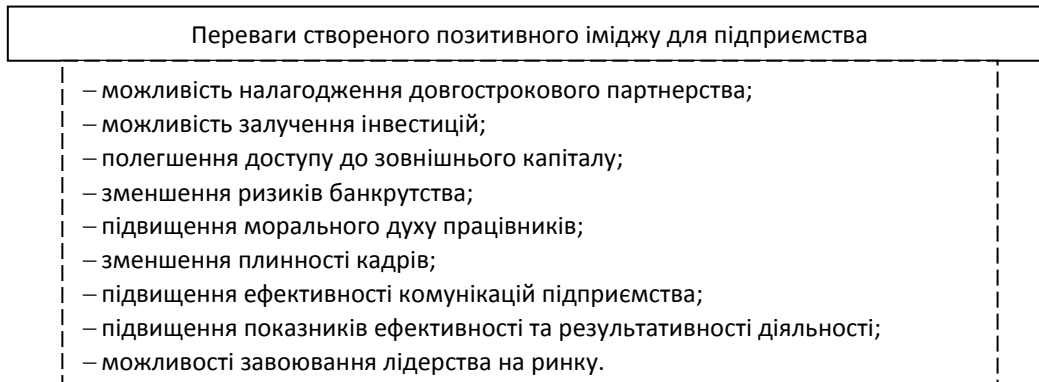 Переваги створеного позитивного іміджу для підприємства
– можливість налагодження довгострокового партнерства;
– можливість залучення інвестицій;
– полегшення доступу до зовнішнього капіталу;
– зменшення ризиків банкрутства;
– підвищення морального духу працівників;
– зменшення плинності кадрів;
– підвищення ефективності комунікацій підприємства;
– підвищення показників ефективності та результативності діяльності;
– можливості завоювання лідерства на ринку.